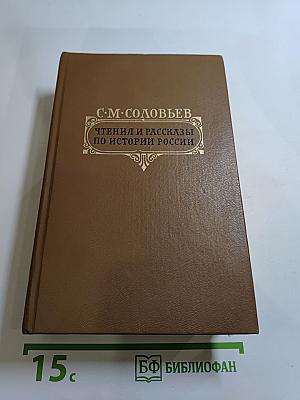 С·М·СОЛОВЬЕВ
ЧТЕНИЯ И РАССКАЗЫ
ПО ИСТОРИИ РОССИИ
15с
БФ БИБЛИОФАН